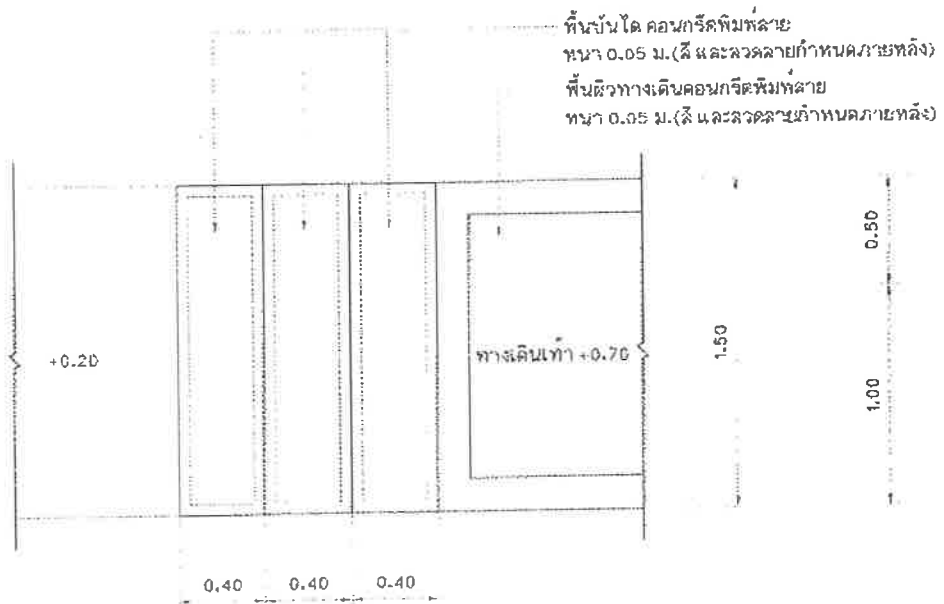 พื้นบันได คอนกรีตพิมพ์ลาย
หนา 0.05 ม.(สี และลวดลายกำหนดภายหลัง)
พื้นผิวทางเดินคอนกรีตพิมพ์ลาย
หนา 0.05 ม.(สี และลวดลายกำหนดภายหลัง)
+0.20
ทางเดินเท้า +0.70
1.50
0.50
1.00
0.40 0.40 0.40